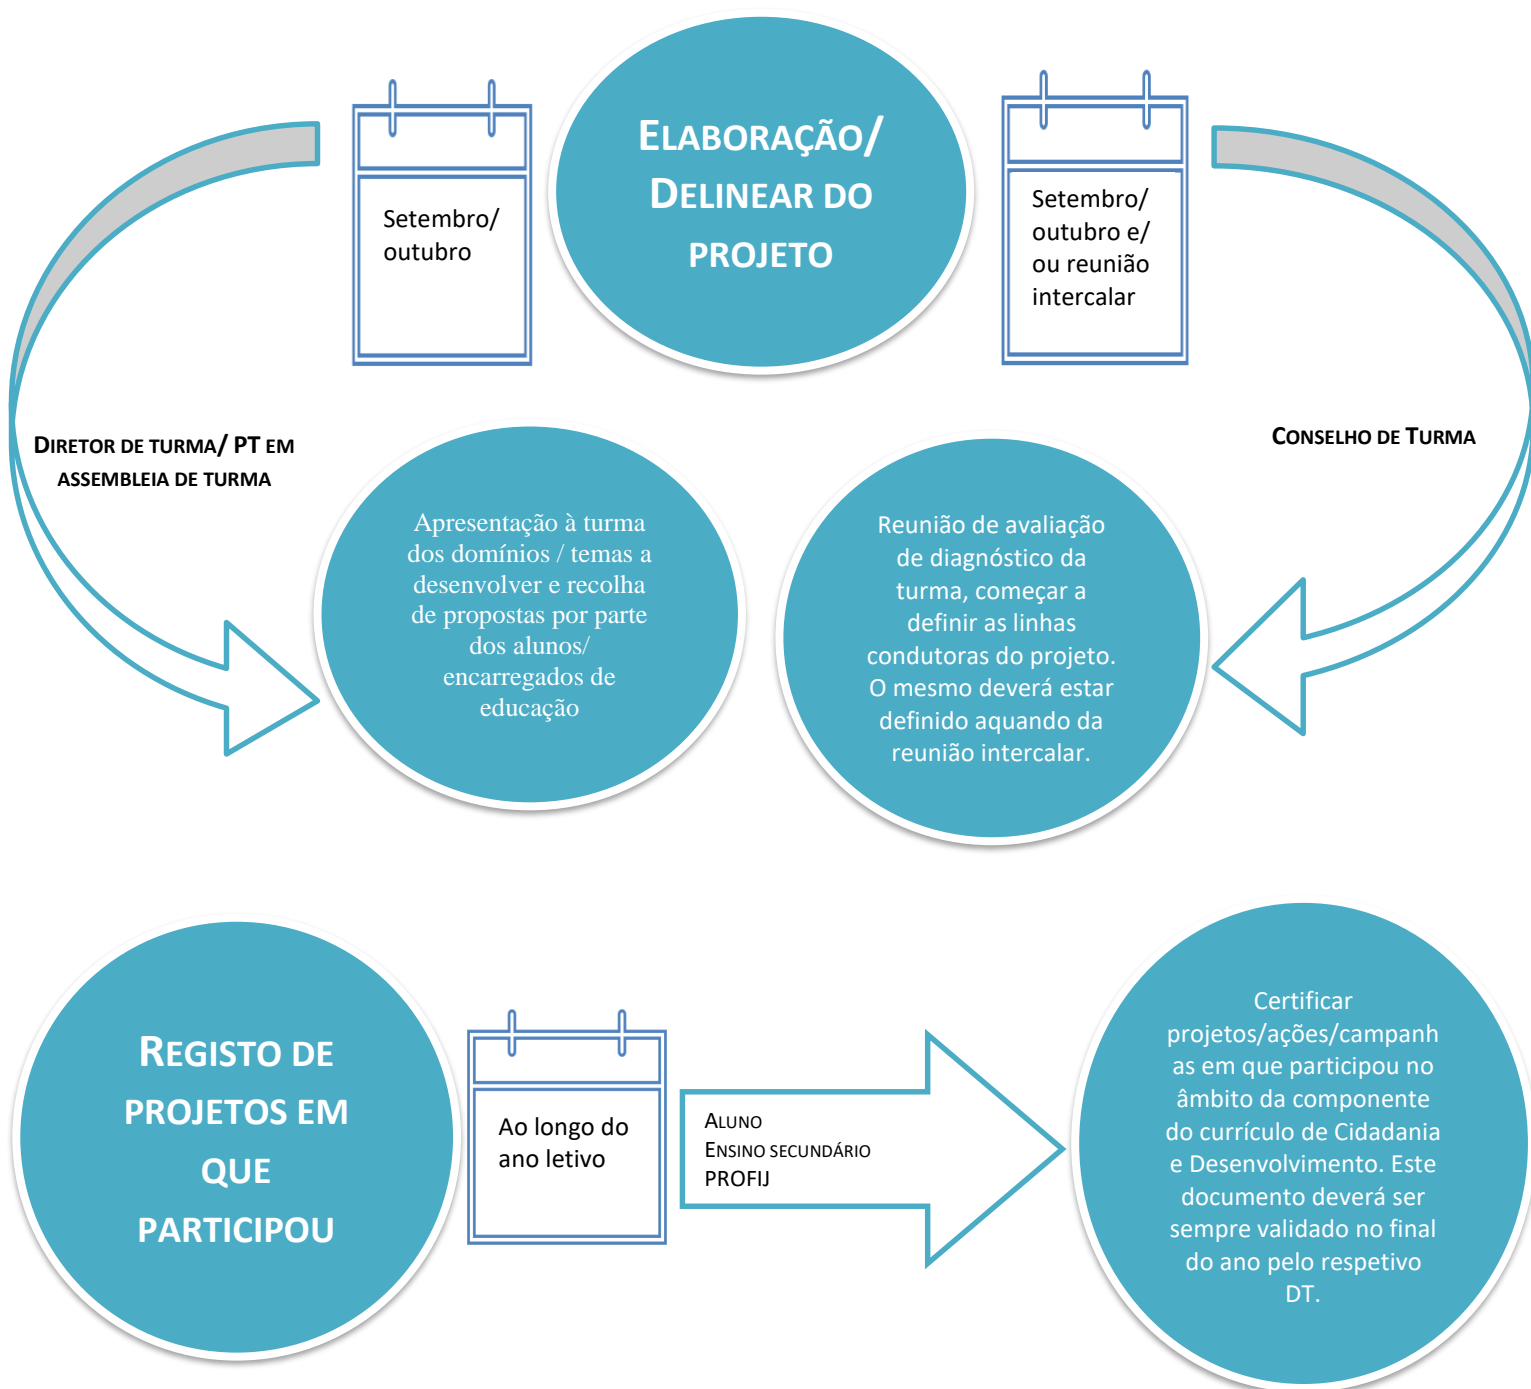 ELABORAÇÃO/
DELINEAR DO
PROJETO
Setembro/
outubro
Setembro/
outubro e/
ou reunião
intercalar
DIRETOR DE TURMA/ PT EM
ASSEMBLEIA DE TURMA
CONSELHO DE TURMA
Apresentação à turma
dos domínios / temas a
desenvolver e recolha
de propostas por parte
dos alunos/
encarregados de
educação
Reunião de avaliação
de diagnóstico da
turma, começar a
definir as linhas
condutoras do projeto.
O mesmo deverá estar
definido aquando da
reunião intercalar.
REGISTO DE
PROJETOS EM
QUE
PARTICIPOU
Ao longo do
ano letivo
ALUNO
ENSINO SECUNDÁRIO
PROFIJ
Certificar
projetos/ações/campanh
as em que participou no
âmbito da componente
do currículo de Cidadania
e Desenvolvimento. Este
documento deverá ser
sempre validado no final
do ano pelo respetivo
DT.